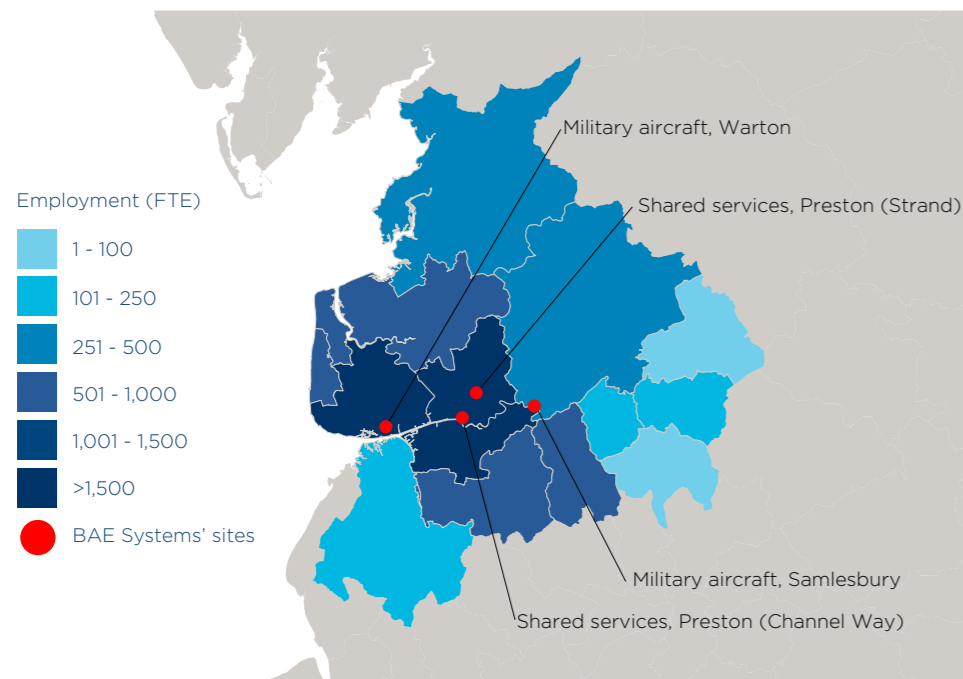 Military aircraft, Warton
Shared services, Preston (Strand)
Employment (FTE)
1 - 100
101 - 250
251 - 500
501 - 1,000
1,001 - 1,500
>1,500
BAE Systems’ sites
Military aircraft, Samlesbury
Shared services, Preston (Channel Way)